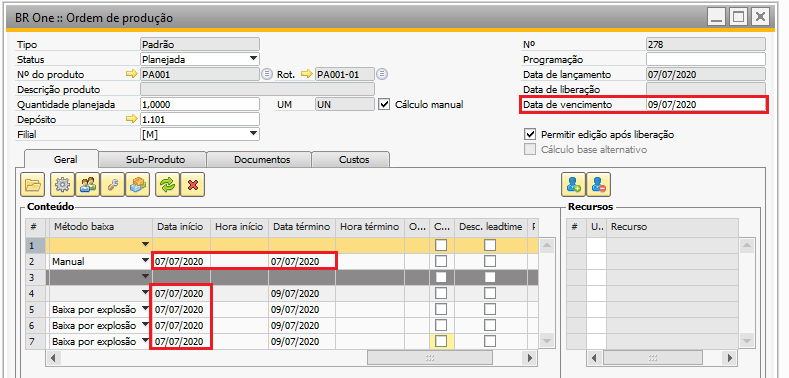 BR One :: Ordem de produção
Tipo Padrão Nº 278
Status Planejada Programação
Nº do produto PA001 Rot. PA001-01 Data de lançamento 07/07/2020
Descrição produto Data de liberação
Quantidade planejada 1,0000 UM UN Cálculo manual Data de vencimento 09/07/2020
Depósito 1.101
Filial [M] Permitir edição após liberação
Cálculo base alternativo
Geral Sub-Produto Documentos Custos
Conteúdo Recursos
# Método baixa Data início Hora início Data término Hora término O... C... Desc. leadtime # U.. Recurso
1
2 Manual 07/07/2020 07/07/2020
3
4 07/07/2020 09/07/2020
5 Baixa por explosão 07/07/2020 09/07/2020
6 Baixa por explosão 07/07/2020 09/07/2020
7 Baixa por explosão 07/07/2020 09/07/2020